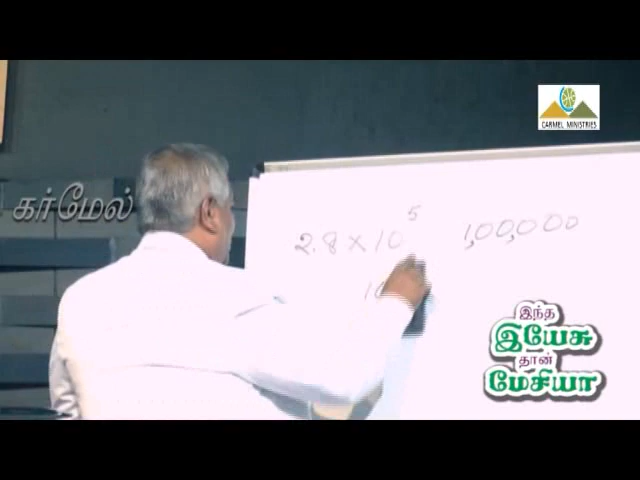 CARMEL MINISTRIES
கர்மேல்
2.8 × 10⁵ 1,00,000
இந்த
இயேசு
தான்
மேசியா